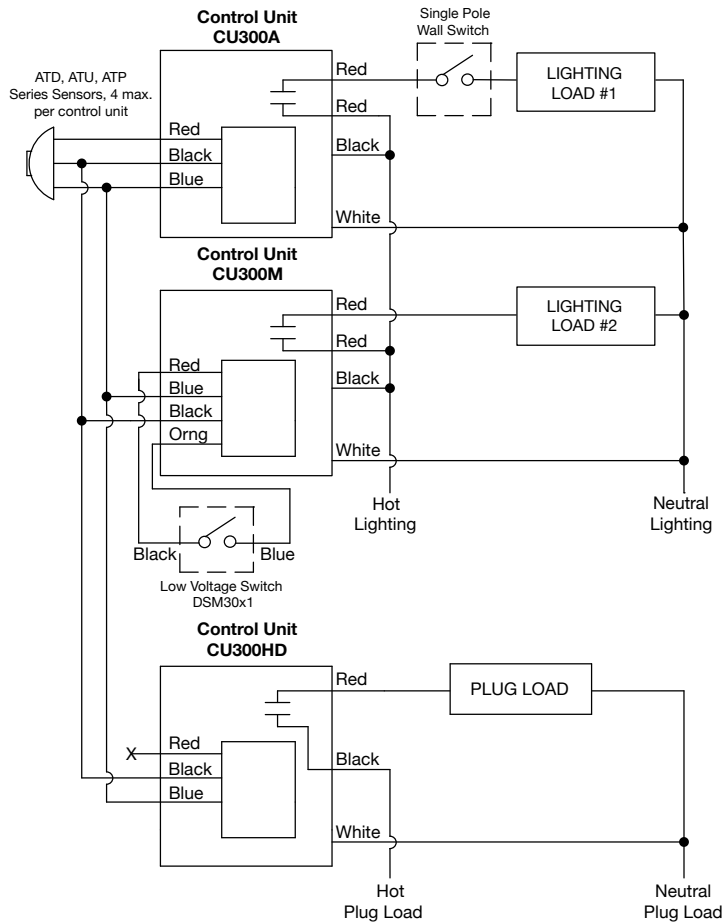 Control Unit
CU300A
Single Pole
Wall Switch
ATD, ATU, ATP
Series Sensors, 4 max.
per control unit
Red
LIGHTING
LOAD #1
Red
Red
Black
Black
Blue
White
Control Unit
CU300M
Red
LIGHTING
LOAD #2
Red
Red
Blue
Black
Black
Orng
White
Hot
Lighting
Neutral
Lighting
Black
Blue
Low Voltage Switch
DSM30x1
Control Unit
CU300HD
Red
PLUG LOAD
X
Red
Black
Black
Blue
White
Hot
Plug Load
Neutral
Plug Load